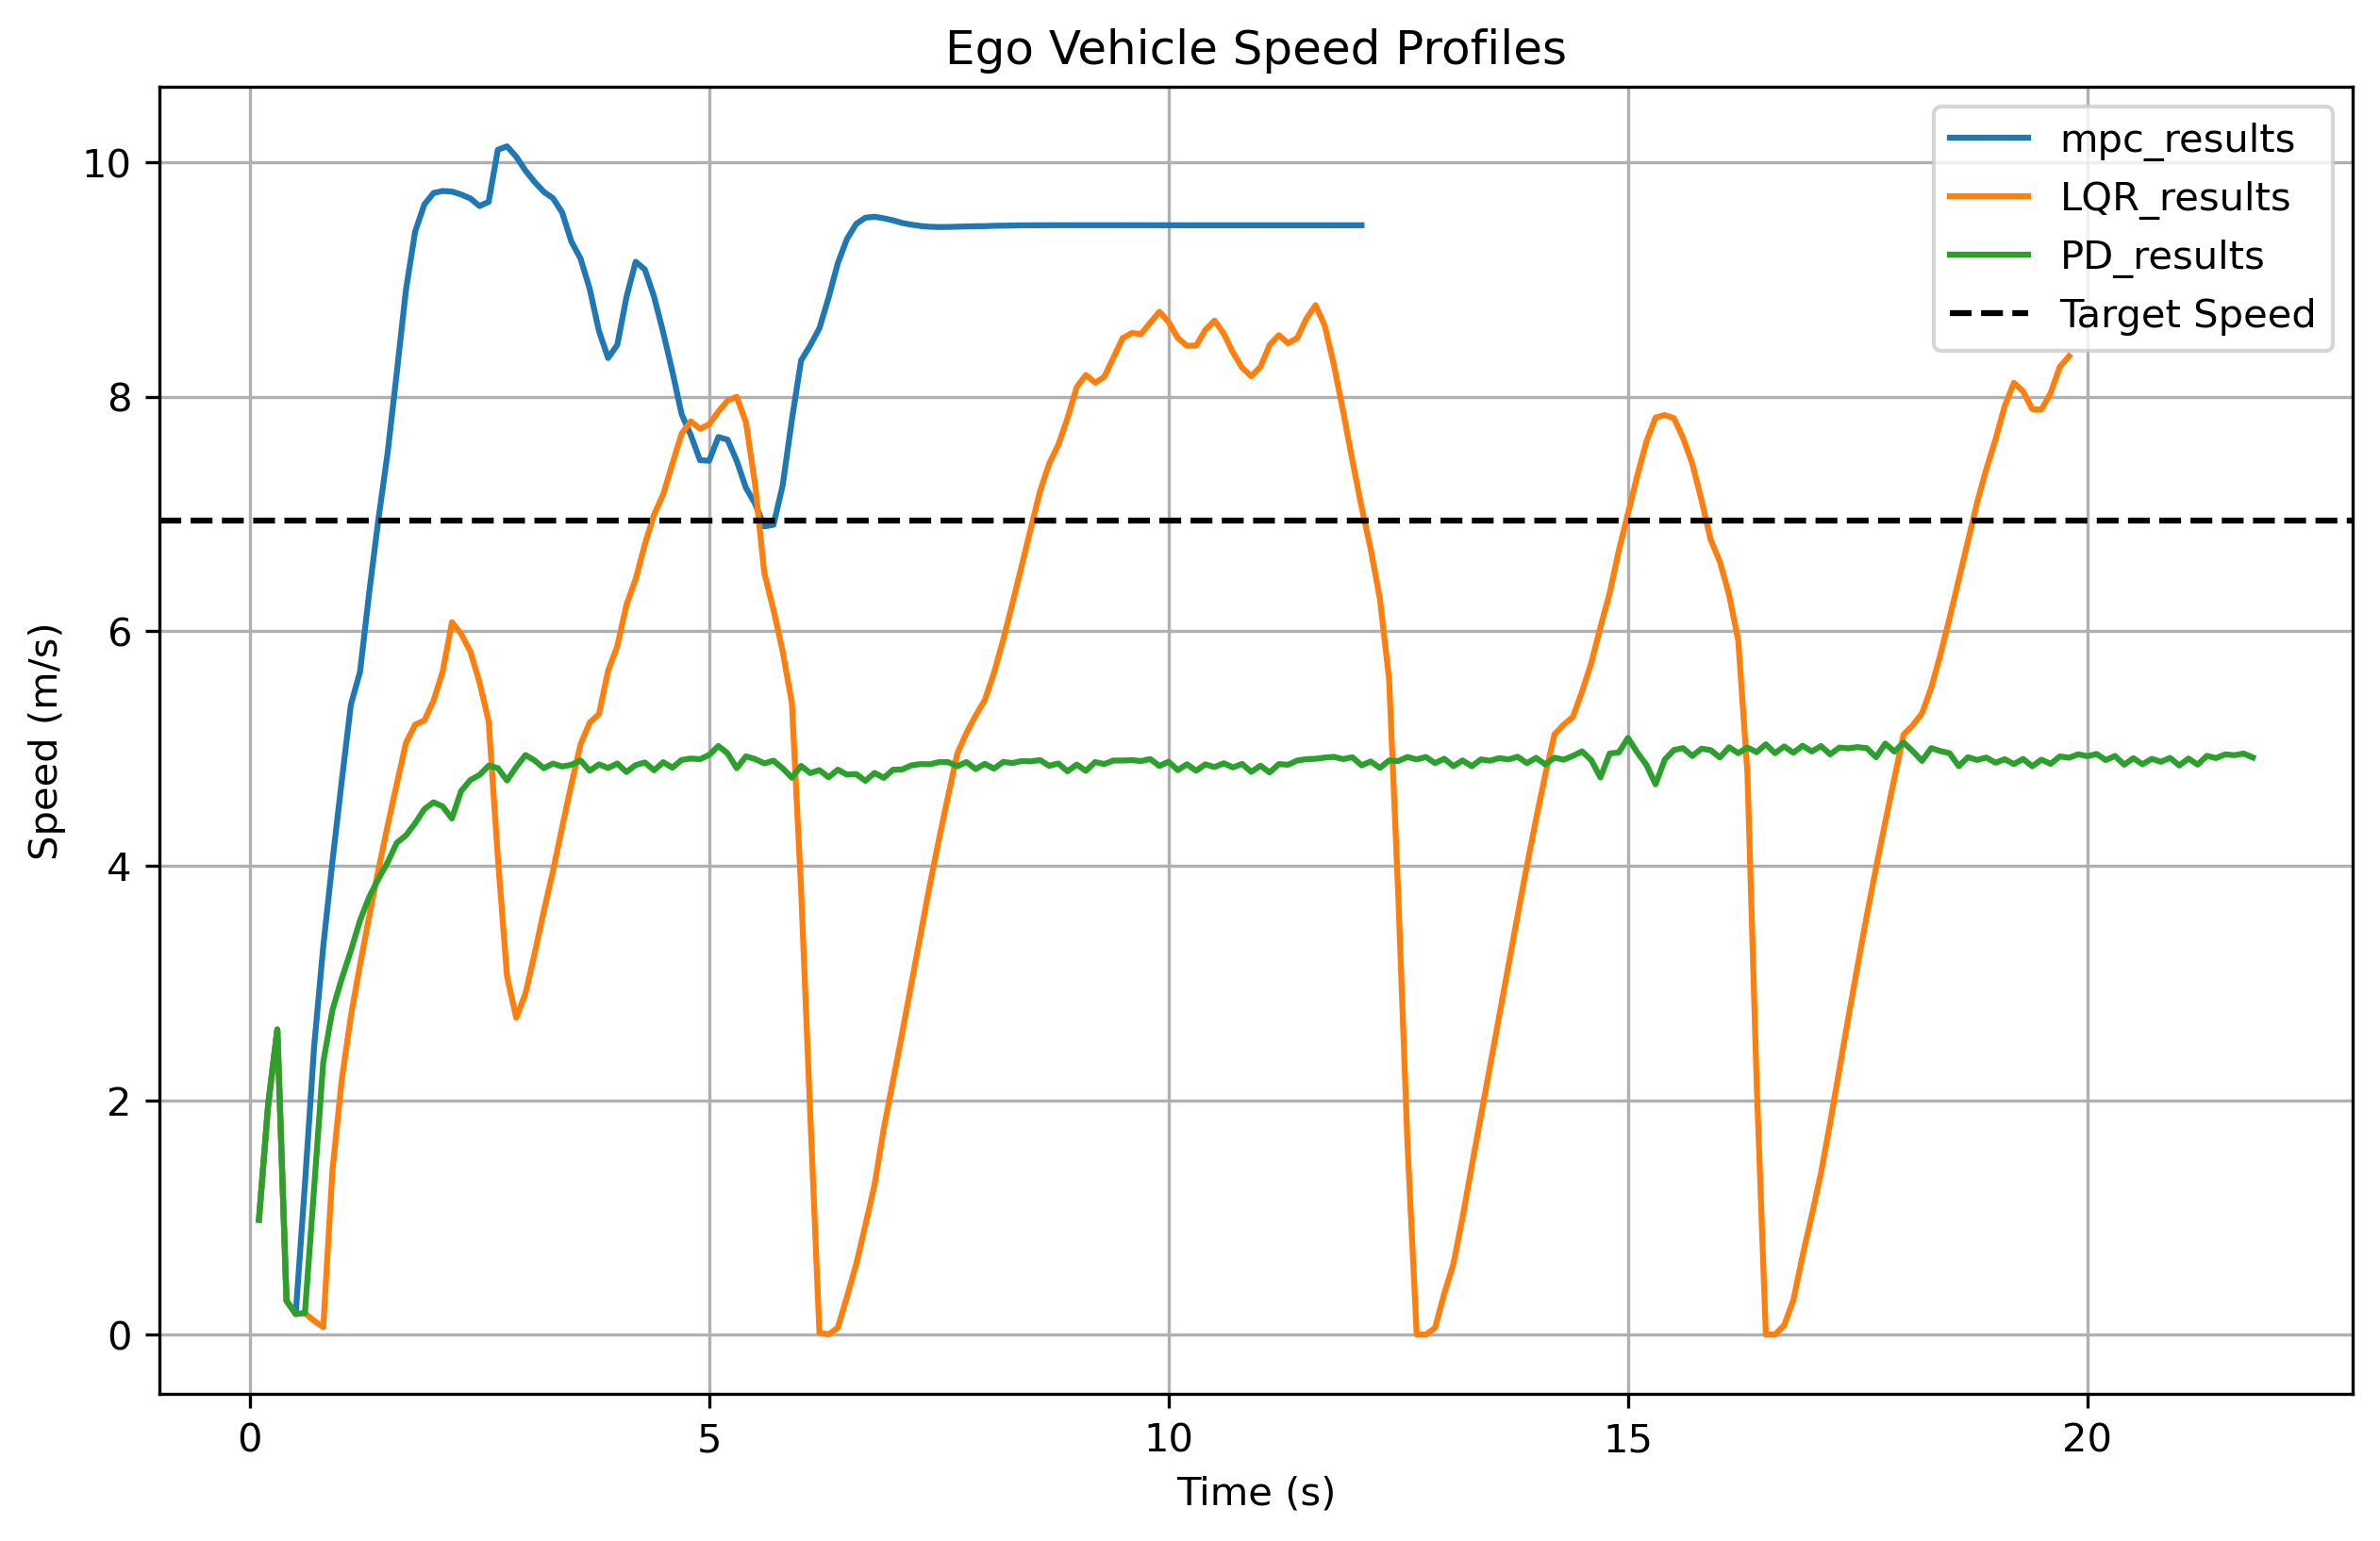 Ego Vehicle Speed Profiles
mpc_results
LQR_results
PD_results
Target Speed
10
8
6
4
2
0
Speed (m/s)
0 5 10 15 20
Time (s)